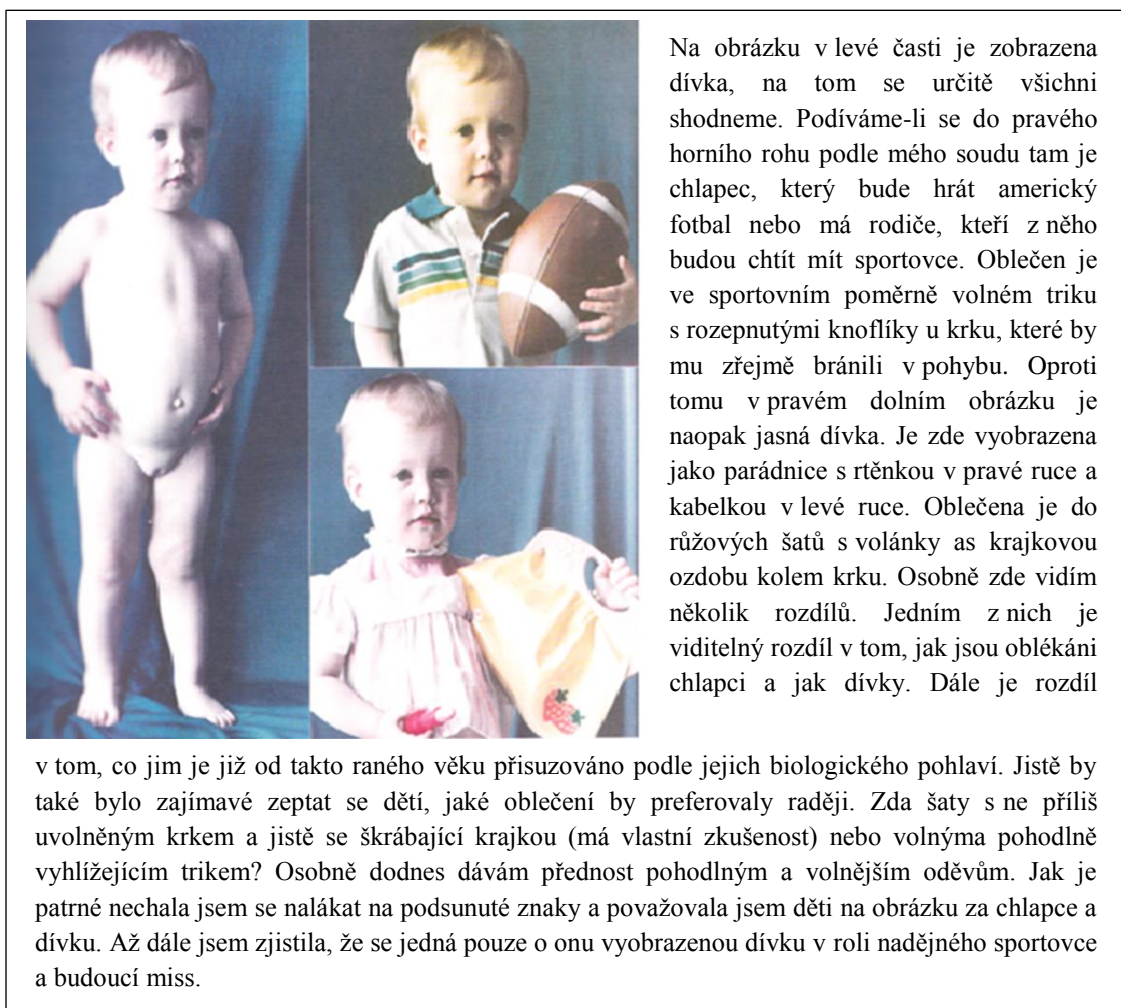 Na obrázku v levé časti je zobrazena
dívka, na tom se určitě všichni
shodneme. Podíváme-li se do pravého
horního rohu podle mého soudu tam je
chlapec, který bude hrát americký
fotbal nebo má rodiče, kteří z něho
budou chtít mít sportovce. Oblečen je
ve sportovním poměrně volném triku
s rozepnutými knoflíky u krku, které by
mu zřejmě bránili v pohybu. Oproti
tomu v pravém dolním obrázku je
naopak jasná dívka. Je zde vyobrazena
jako parádnice s rtěnkou v pravé ruce a
kabelkou v levé ruce. Oblečena je do
růžových šatů s volánky as krajkovou
ozdobu kolem krku. Osobně zde vidím
několik rozdílů. Jedním z nich je
viditelný rozdíl v tom, jak jsou oblékáni
chlapci a jak dívky. Dále je rozdíl
v tom, co jim je již od takto raného věku přisuzováno podle jejich biologického pohlaví. Jistě by
také bylo zajímavé zeptat se dětí, jaké oblečení by preferovaly raději. Zda šaty s ne příliš
uvolněným krkem a jistě se škrábající krajkou (má vlastní zkušenost) nebo volnýma pohodlně
vyhlížejícím trikem? Osobně dodnes dávám přednost pohodlným a volnějším oděvům. Jak je
patrné nechala jsem se nalákat na podsunuté znaky a považovala jsem děti na obrázku za chlapce a
dívku. Až dále jsem zjistila, že se jedná pouze o onu vyobrazenou dívku v roli nadějného sportovce
a budoucí miss.